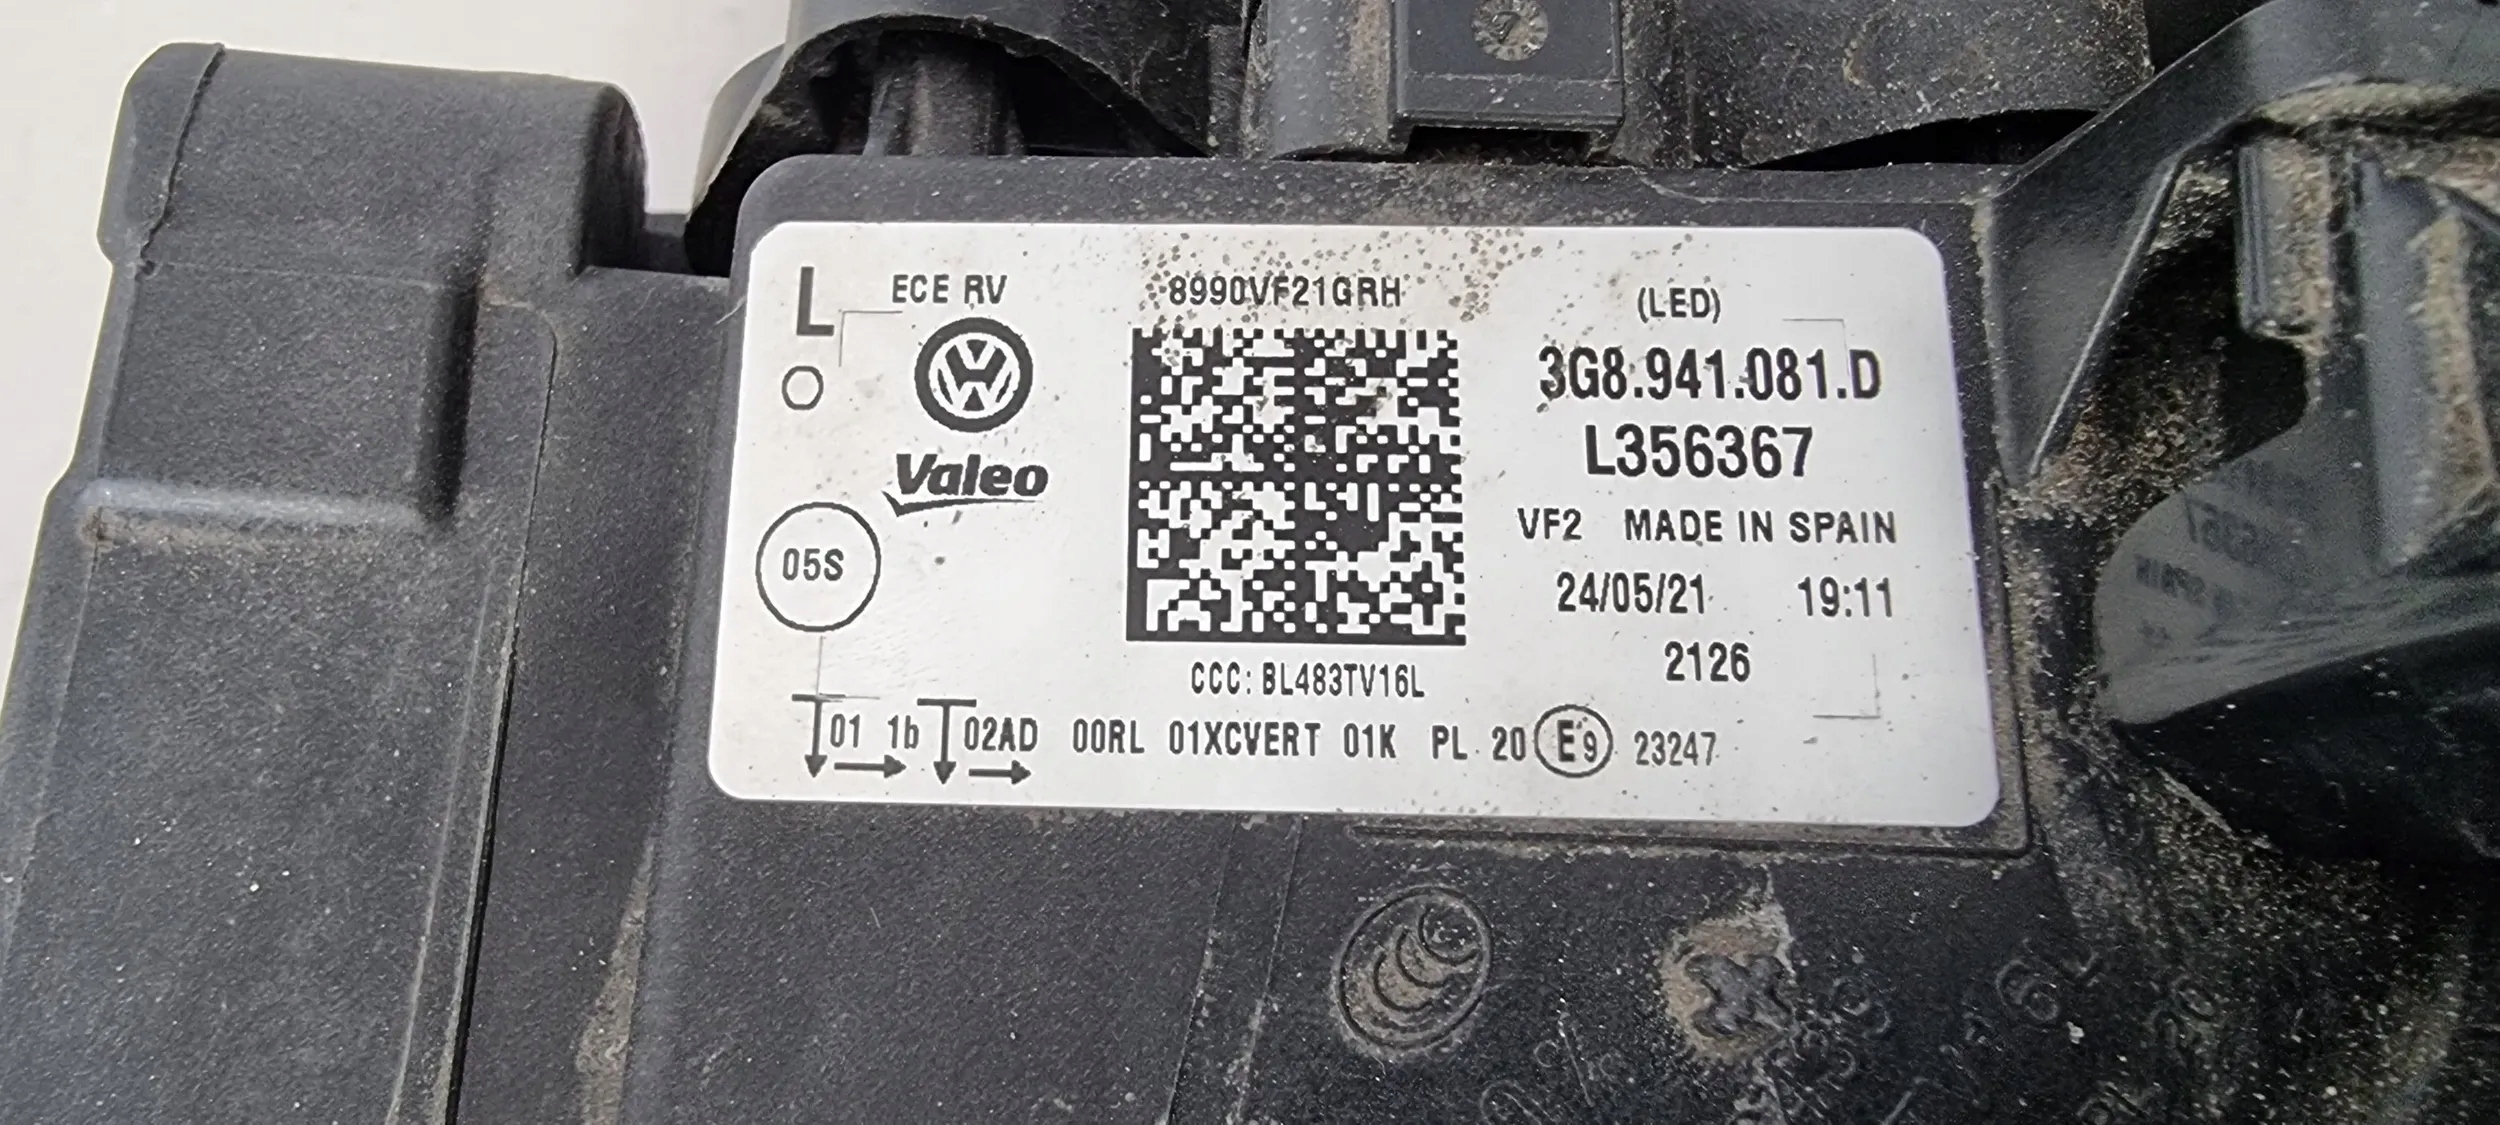 7
L ECE RV
Valeo
05S
8990VF21GRH
CCC: BL483TV16L
(LED)
3G8.941.081.D
L356367
VF2 MADE IN SPAIN
24/05/21 19:11
2126
01 1b 02AD 00RL 01XCVERT 01K PL 20 E9 23247